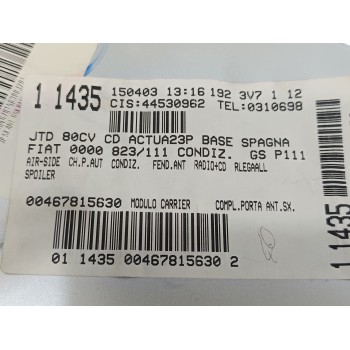 1 1435
150403 13:16 192 3V7 1 12
CIS:44530962 TEL:0310698
JTD 80CV CD ACTUA23P BASE SPAGNA
FIAT 0000 823/111 CONDIZ. GS P111
AIR-SIDE CH.P.AUT CONDIZ. FEND.ANT RADIO+CD RLEGAALL
SPOILER
00467815630 MODULO CARRIER COMPL.PORTA ANT.SX.
01 1435 00467815630 2
1 1435